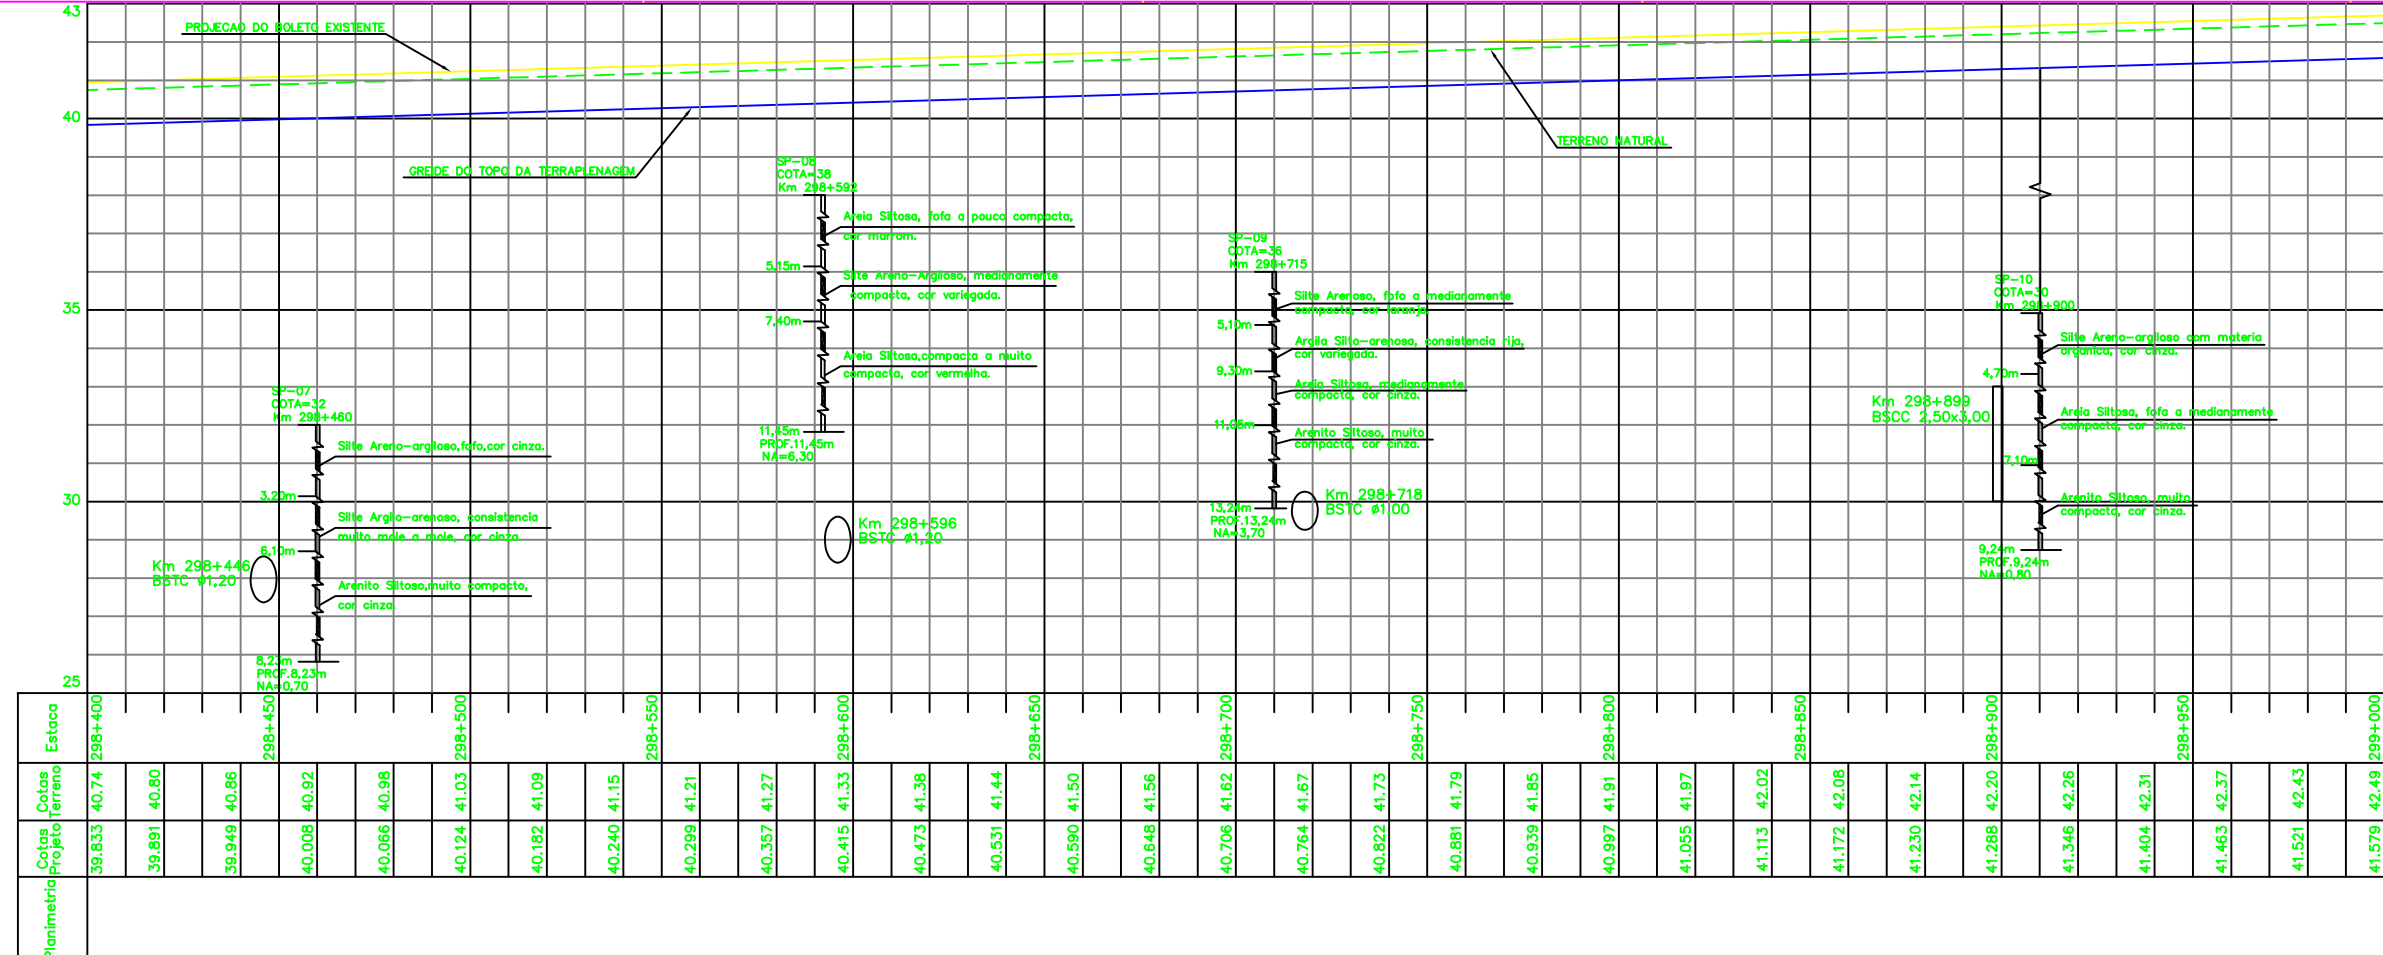 43
40
35
30
25
PROJECAO DO BOLETO EXISTENTE
GREIDE DO TOPO DA TERRAPLENAGEM
TERRENO NATURAL
SP-07
COTA=32
Km 298+460
Silte Areno-argiloso,fofo,cor cinza.
3,20m
Silte Argilo-arenoso, consistencia
muito mole a mole, cor cinza.
6,10m
Arenito Siltoso,muito compacto,
cor cinza.
8,23m
PROF.8,23m
NA=0,70
Km 298+446
BSTC ø1,20
SP-08
COTA=38
Km 298+592
Areia Siltosa, fofa a pouco compacta,
cor marrom.
5,15m
Silte Areno-Argiloso, medianamente
compacta, cor variegada.
7,40m
Areia Siltosa,compacta a muito
compacta, cor vermelha.
11,45m
PROF.11,45m
NA=6,30
Km 298+596
BSTC ø1,20
SP-09
COTA=36
Km 298+715
Silte Arenoso, fofo a medianamente
compacto, cor laranja.
5,10m
Argila Silto-arenosa, consistencia rija,
cor variegada.
9,30m
Areia Siltosa, medianamente
compacta, cor cinza.
11,05m
Arenito Siltoso, muito
compacto, cor cinza.
13,24m
PROF.13,24m
NA=3,70
Km 298+718
BSTC ø1,00
SP-10
COTA=30
Km 298+900
Silte Areno-argiloso com materia
organica, cor cinza.
4,70m
Areia Siltosa, fofa a medianamente
compacta, cor cinza.
7,10m
Arenito Siltoso, muito
compacto, cor cinza.
9,24m
PROF.9,24m
NA=0,80
Km 298+899
BSCC 2,50x3,00
Estaca
298+400 298+450 298+500 298+550 298+600 298+650 298+700 298+750 298+800 298+850 298+900 298+950 299+000
Cotas
Terreno
40.74 40.80 40.86 40.92 40.98 41.03 41.09 41.15 41.21 41.27 41.33 41.38 41.44 41.50 41.56 41.62 41.67 41.73 41.79 41.85 41.91 41.97 42.02 42.08 42.14 42.20 42.26 42.31 42.37 42.43 42.49
Cotas
Projeto
39.833 39.891 39.949 40.008 40.066 40.124 40.182 40.240 40.299 40.357 40.415 40.473 40.531 40.590 40.648 40.706 40.764 40.822 40.881 40.939 40.997 41.055 41.113 41.172 41.230 41.288 41.346 41.404 41.463 41.521 41.579
Planimetria